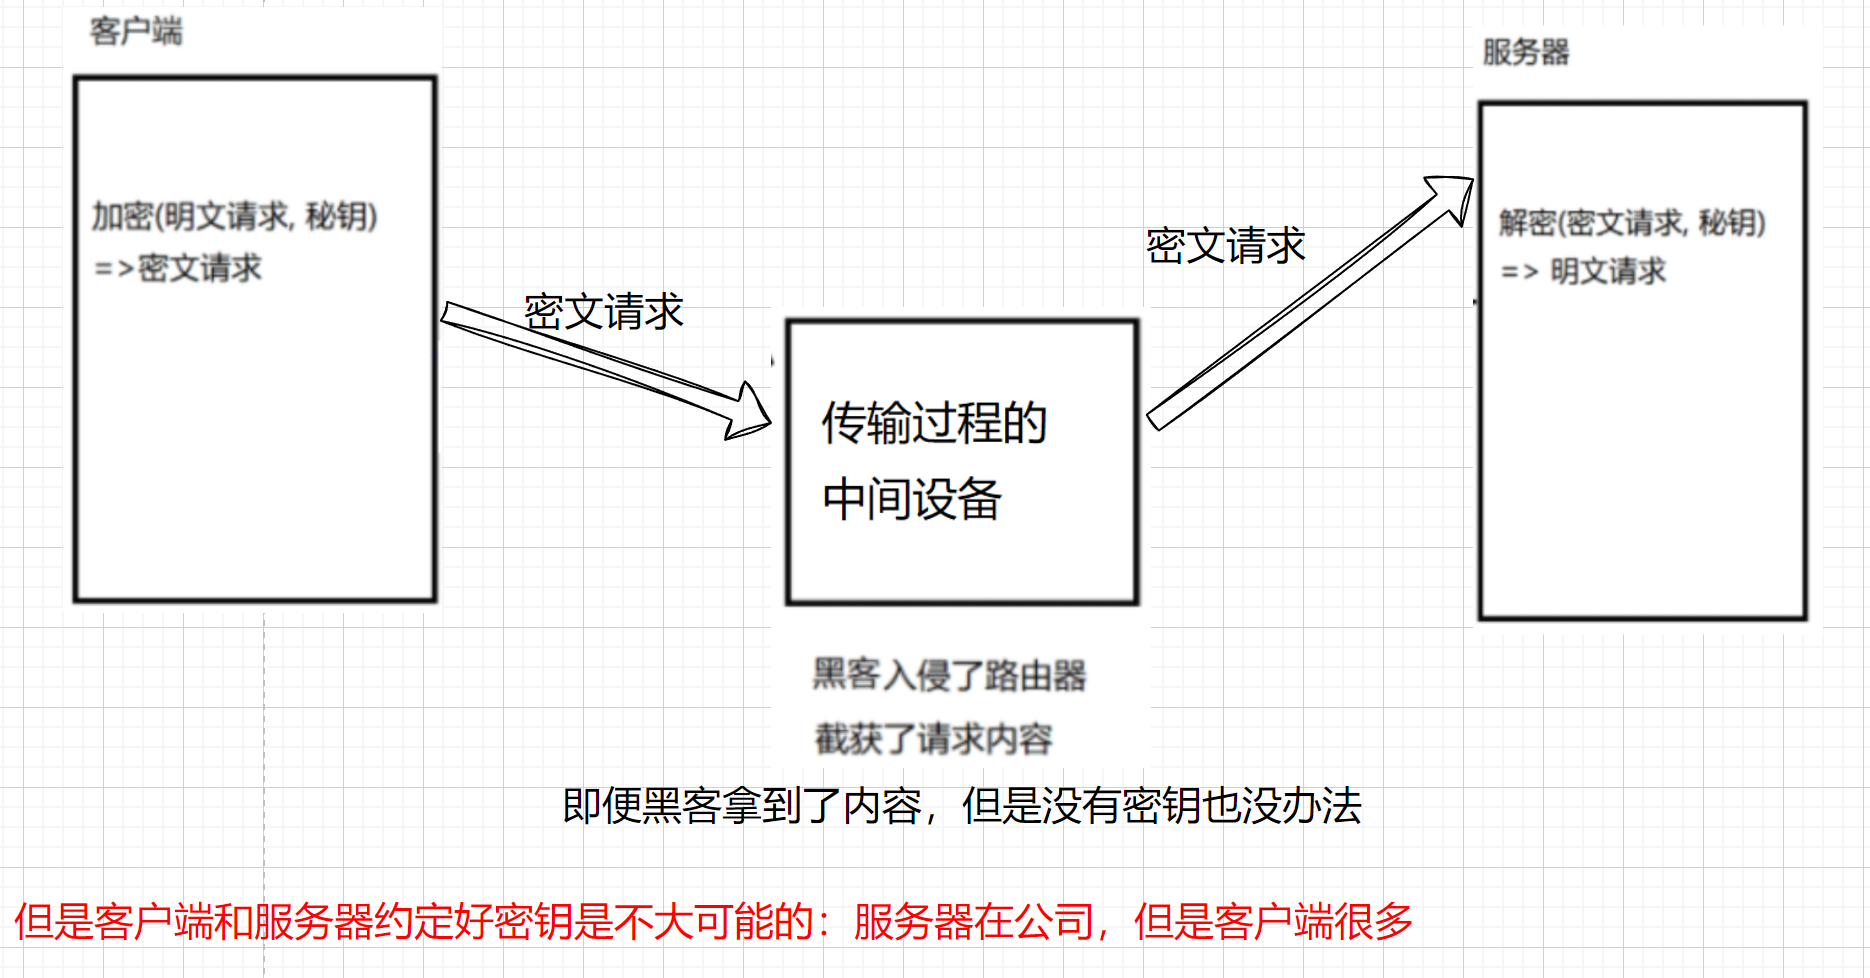 客户端
服务器
加密(明文请求, 秘钥)
=>密文请求
密文请求
密文请求
解密(密文请求, 秘钥)
=> 明文请求
传输过程的
中间设备
黑客入侵了路由器
截获了请求内容
即便黑客拿到了内容，但是没有密钥也没办法
但是客户端和服务器约定好密钥是不大可能的：服务器在公司，但是客户端很多